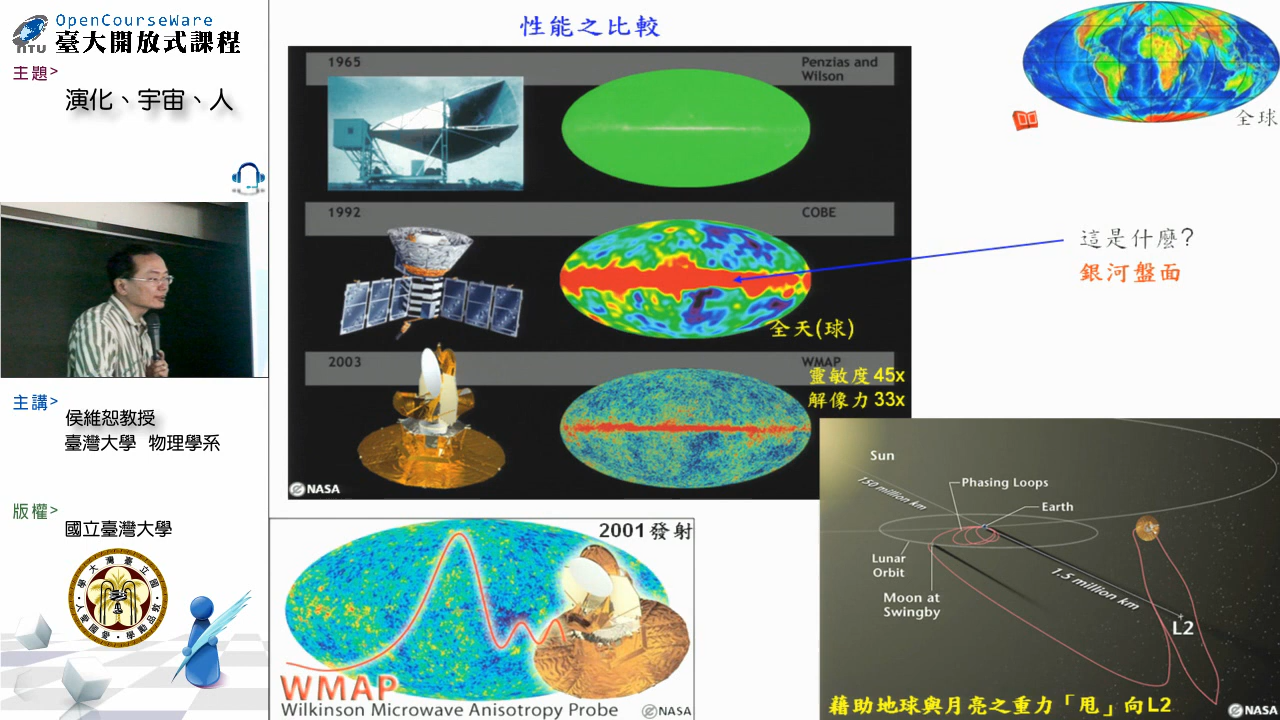 OpenCourseWare
NTU
臺大開放式課程
主題>
演化、宇宙、人
主講>
侯維恕教授
臺灣大學 物理學系
版權>
國立臺灣大學
性能之比較
1965
Penzias and
Wilson
1992
COBE
全天(球)
2003
WMAP
靈敏度45x
解像力33x
NASA
全球
這是什麼?
銀河盤面
2001發射
WMAP
Wilkinson Microwave Anisotropy Probe
NASA
Sun
150 million km
Phasing Loops
Earth
Lunar
Orbit
Moon at
Swingby
1.5 million km
L2
藉助地球與月亮之重力「甩」向L2
NASA